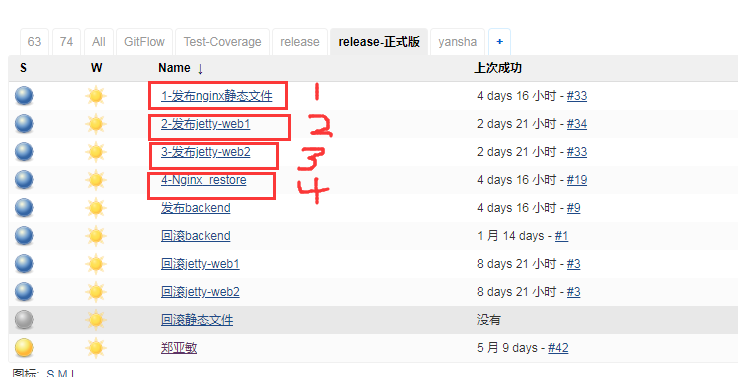 63 74 All GitFlow Test-Coverage release release-正式版 yansha +
S W Name ↓ 上次成功
1-发布nginx静态文件 1 4 days 16 小时 - #33
2-发布jetty-web1 2 2 days 21 小时 - #34
3-发布jetty-web2 3 2 days 21 小时 - #33
4-Nginx_restore 4 4 days 16 小时 - #19
发布backend 4 days 16 小时 - #9
回滚backend 1 月 14 days - #1
回滚jetty-web1 8 days 21 小时 - #3
回滚jetty-web2 8 days 21 小时 - #3
回滚静态文件 没有
郑亚敏 5 月 9 days - #42
图标: S M L